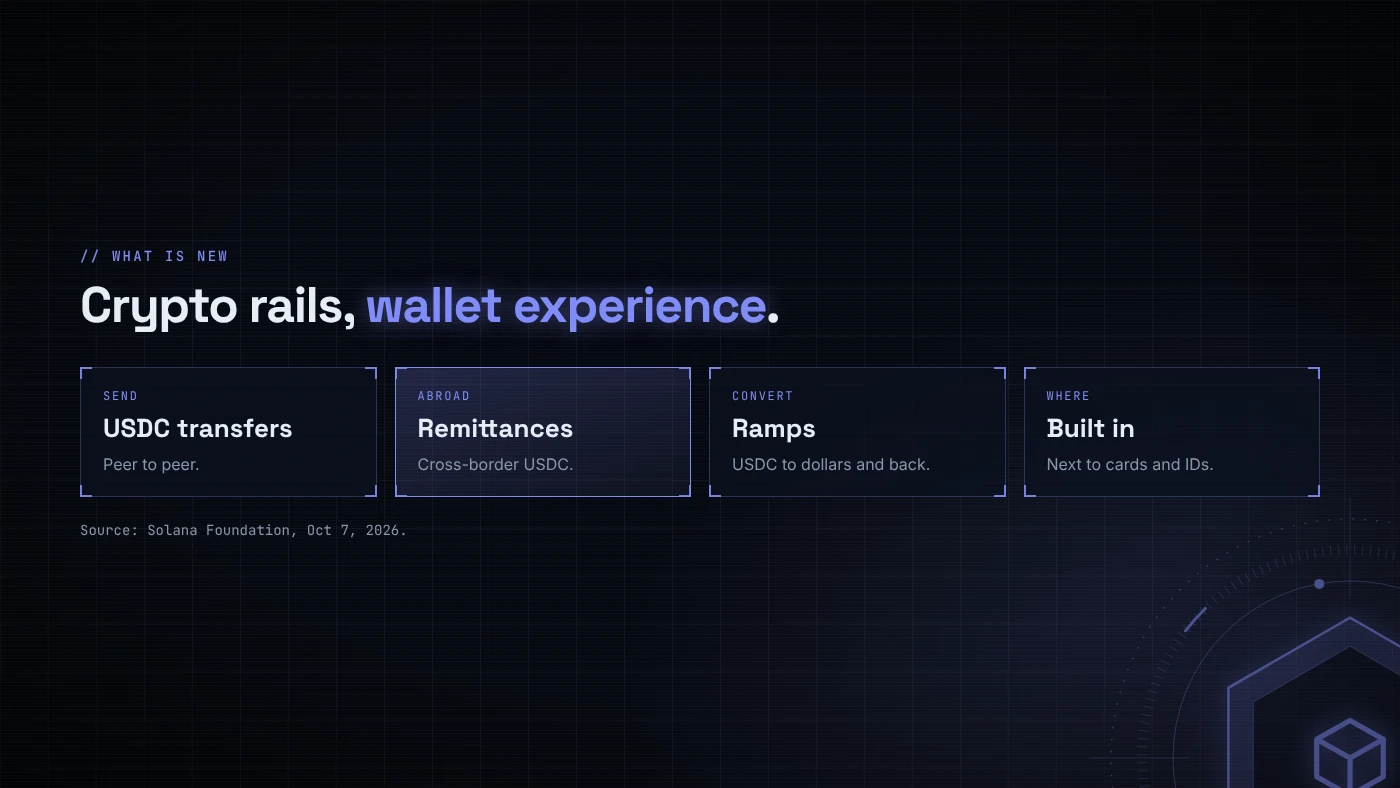 // WHAT IS NEW
Crypto rails, wallet experience.
SEND
USDC transfers
Peer to peer.
ABROAD
Remittances
Cross-border USDC.
CONVERT
Ramps
USDC to dollars and back.
WHERE
Built in
Next to cards and IDs.
Source: Solana Foundation, Oct 7, 2026.